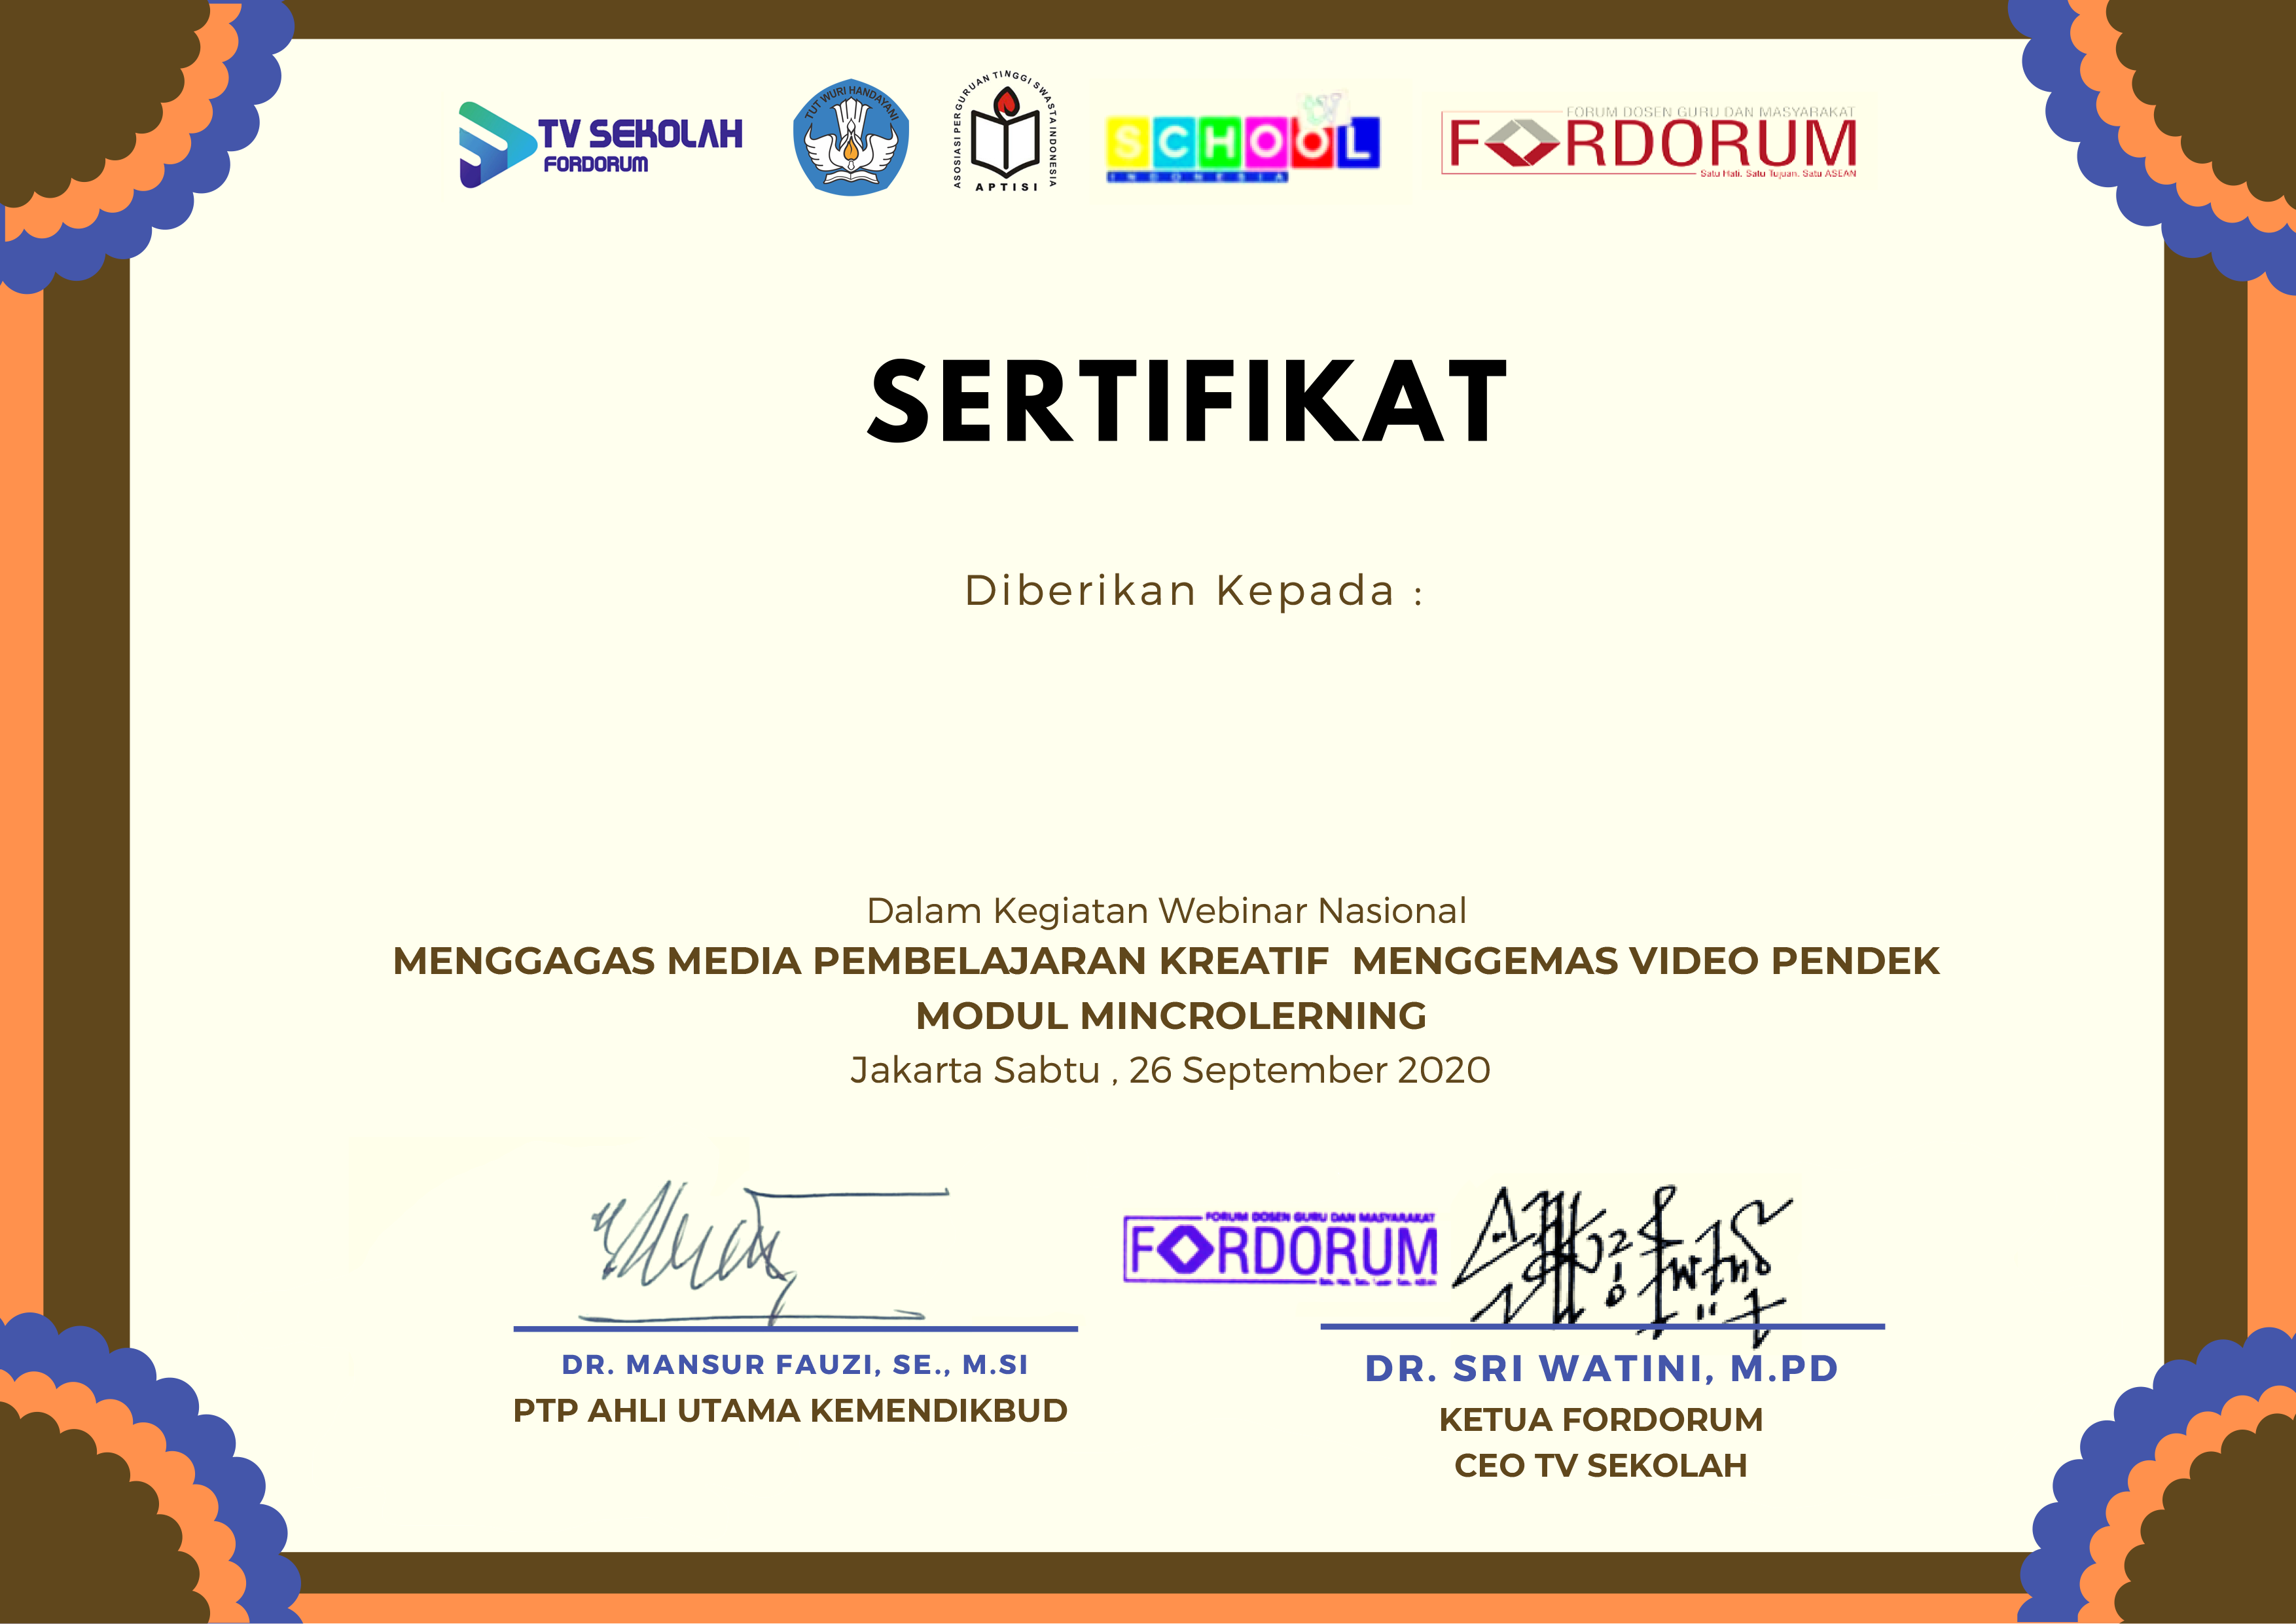 TV SEKOLAH
FORDORUM
TUT WURI HANDAYANI
ASOSIASI PERGURUAN TINGGI SWASTA INDONESIA
APTISI
SCHOOL
INDONESIA
FORUM DOSEN GURU DAN MASYARAKAT
FORDORUM
Satu Hati. Satu Tujuan. Satu ASEAN
SERTIFIKAT
Diberikan Kepada :
Dalam Kegiatan Webinar Nasional
MENGGAGAS MEDIA PEMBELAJARAN KREATIF MENGGEMAS VIDEO PENDEK
MODUL MINCROLERNING
Jakarta Sabtu , 26 September 2020
FORUM DOSEN GURU DAN MASYARAKAT
FORDORUM
DR. MANSUR FAUZI, SE., M.SI
PTP AHLI UTAMA KEMENDIKBUD
DR. SRI WATINI, M.PD
KETUA FORDORUM
CEO TV SEKOLAH